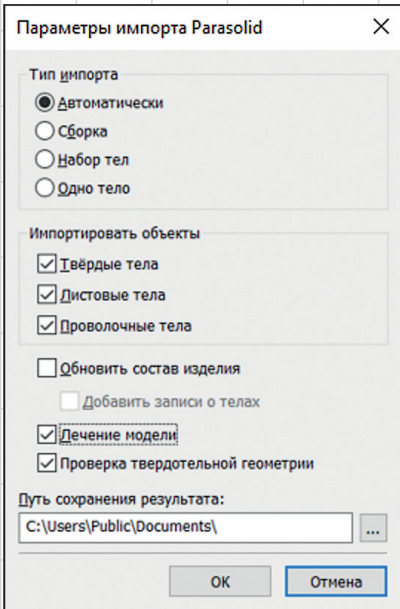 Параметры импорта Parasolid
Тип импорта
Автоматически
Сборка
Набор тел
Одно тело
Импортировать объекты
Твёрдые тела
Листовые тела
Проволочные тела
Обновить состав изделия
Добавить записи о телах
Лечение модели
Проверка твердотельной геометрии
Путь сохранения результата:
C:\Users\Public\Documents\
...
ОК
Отмена